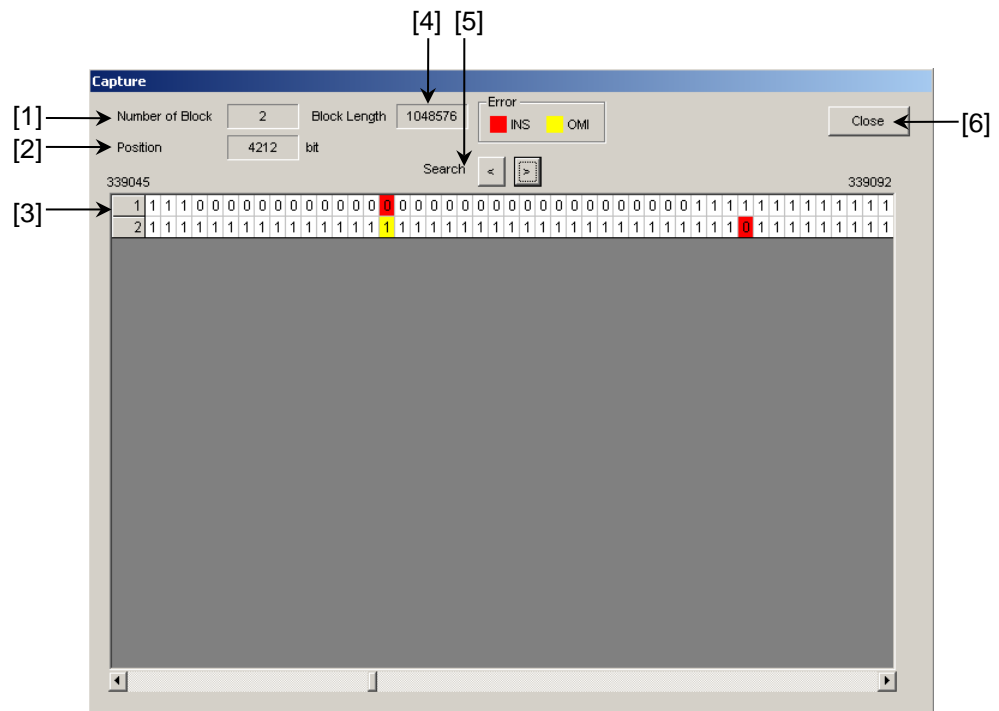 [4] [5]
Capture
[1] Number of Block 2 Block Length 1048576 Error INS OMI Close [6]
[2] Position 4212 bit
Search < >
339045 339092
[3] 1 1 1 1 0 0 0 0 0 0 0 0 0 0 0 0 0 0 0 0 0 0 0 0 0 0 0 0 0 0 0 0 0 0 0 0 1 1 1 1 1 1 1 1 1 1 1 1 1
2 1 1 1 1 1 1 1 1 1 1 1 1 1 1 1 1 1 1 1 1 1 1 1 1 1 1 1 1 1 1 1 1 1 1 1 1 1 1 0 1 1 1 1 1 1 1 1 1